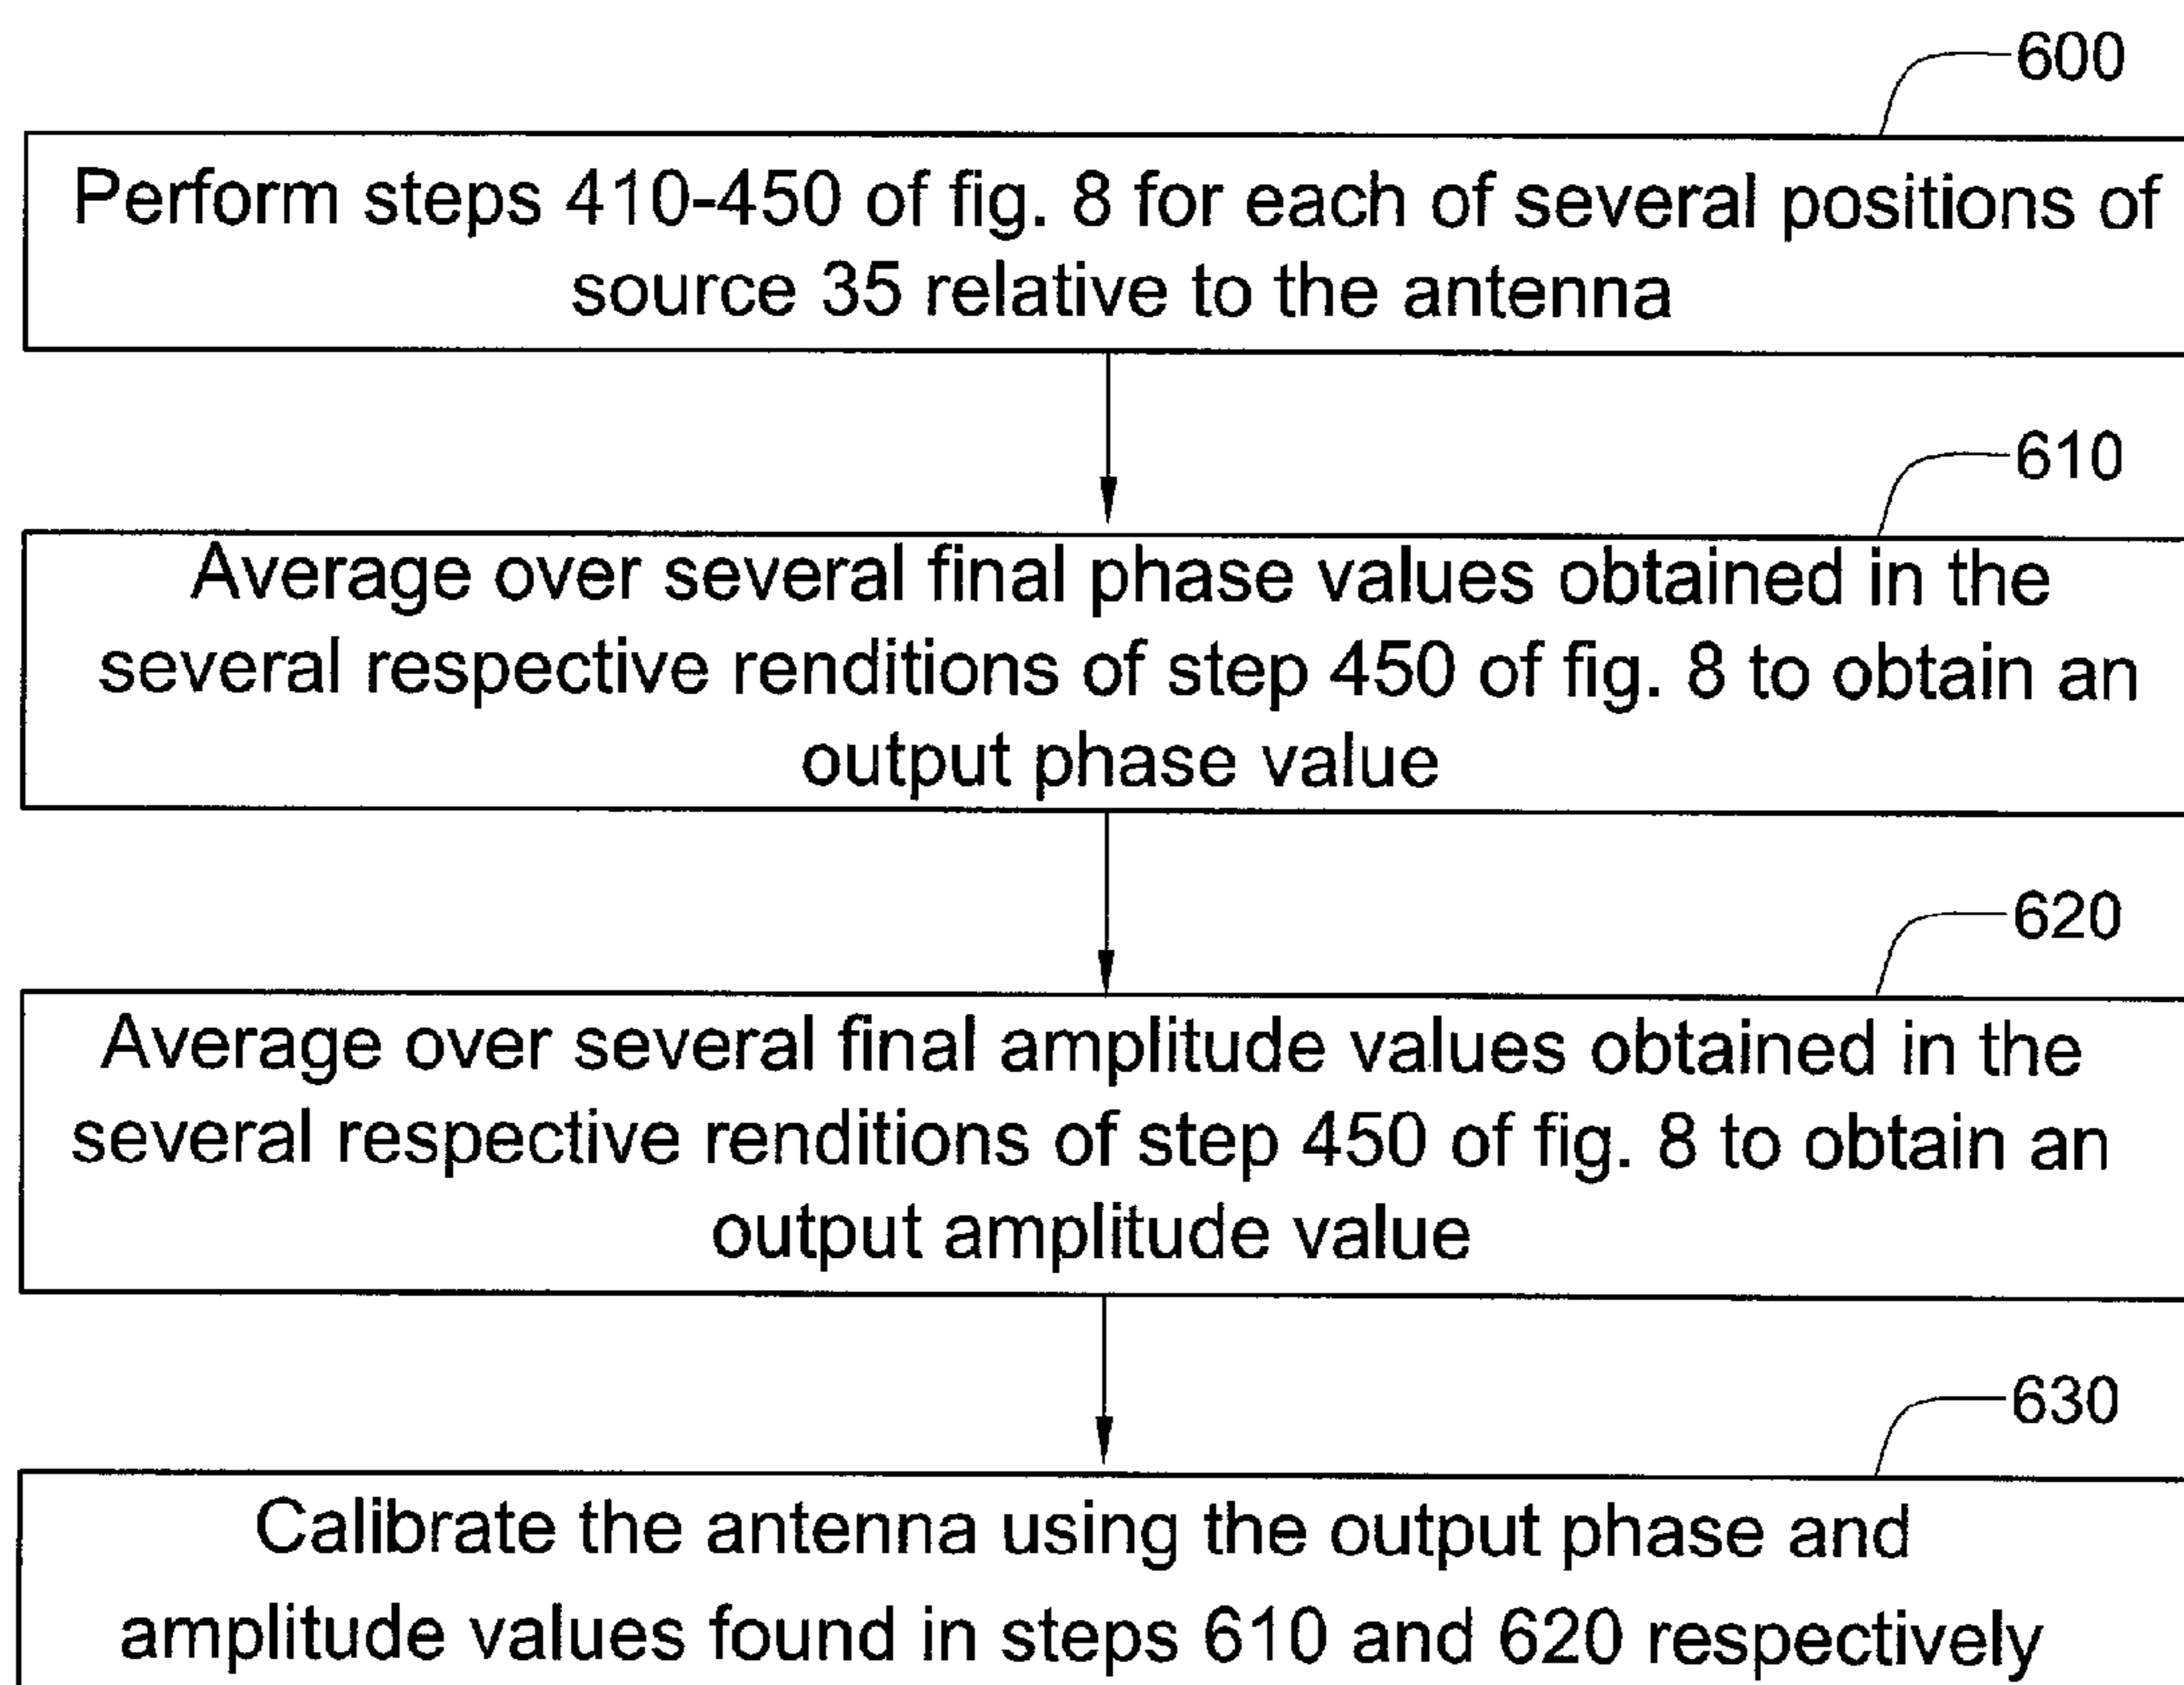 600
Perform steps 410-450 of fig. 8 for each of several positions of
source 35 relative to the antenna
610
Average over several final phase values obtained in the
several respective renditions of step 450 of fig. 8 to obtain an
output phase value
620
Average over several final amplitude values obtained in the
several respective renditions of step 450 of fig. 8 to obtain an
output amplitude value
630
Calibrate the antenna using the output phase and
amplitude values found in steps 610 and 620 respectively